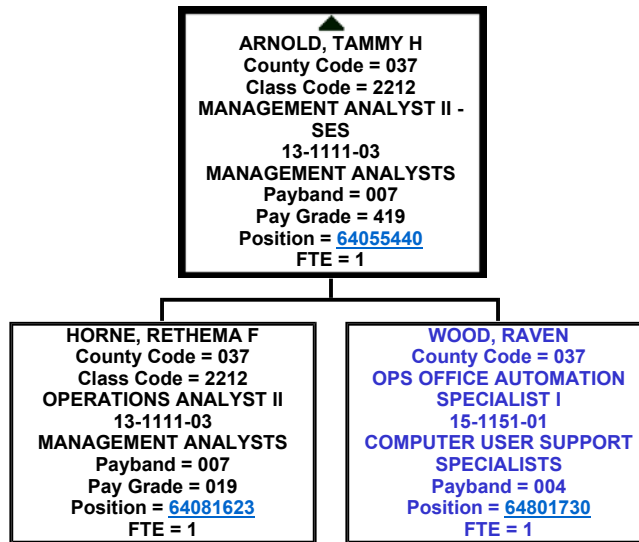 ARNOLD, TAMMY H
County Code = 037
Class Code = 2212
MANAGEMENT ANALYST II -
SES
13-1111-03
MANAGEMENT ANALYSTS
Payband = 007
Pay Grade = 419
Position = 64055440
FTE = 1
HORNE, RETHEMA F
County Code = 037
Class Code = 2212
OPERATIONS ANALYST II
13-1111-03
MANAGEMENT ANALYSTS
Payband = 007
Pay Grade = 019
Position = 64081623
FTE = 1
WOOD, RAVEN
County Code = 037
OPS OFFICE AUTOMATION
SPECIALIST I
15-1151-01
COMPUTER USER SUPPORT
SPECIALISTS
Payband = 004
Position = 64801730
FTE = 1